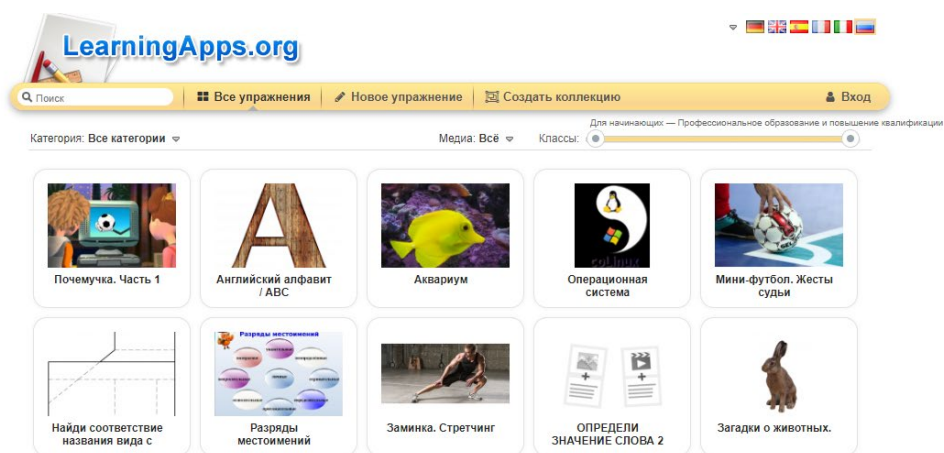 LearningApps.org
Поиск
Все упражнения
Новое упражнение
Создать коллекцию
Вход
Для начинающих — Профессиональное образование и повышение квалификации
Категория: Все категории
Медиа: Всё
Классы:
Почемучка. Часть 1
Английский алфавит
/ ABC
Аквариум
coLinux
Операционная
система
Мини-футбол. Жесты
судьи
Найди соответствие
названия вида с
Разряды местоимений
Разряды
местоимений
Заминка. Стретчинг
ОПРЕДЕЛИ
ЗНАЧЕНИЕ СЛОВА 2
Загадки о животных.